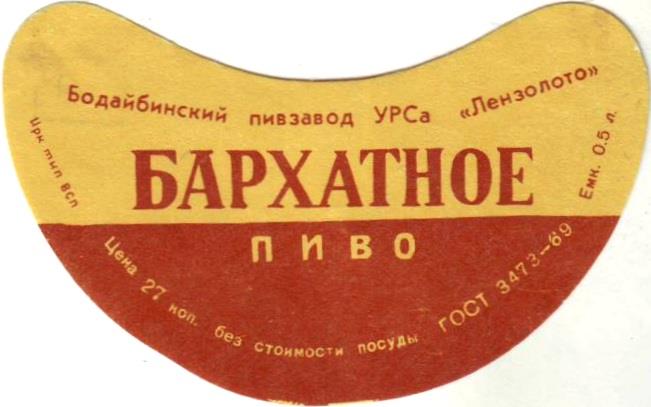 Бодайбинский пивзавод УРСа «Лензолото»
БАРХАТНОЕ
ПИВО
Ирк тип ВСП
Емк. 0.5 л.
Цена 27 коп. без стоимости посуды ГОСТ 3473-69